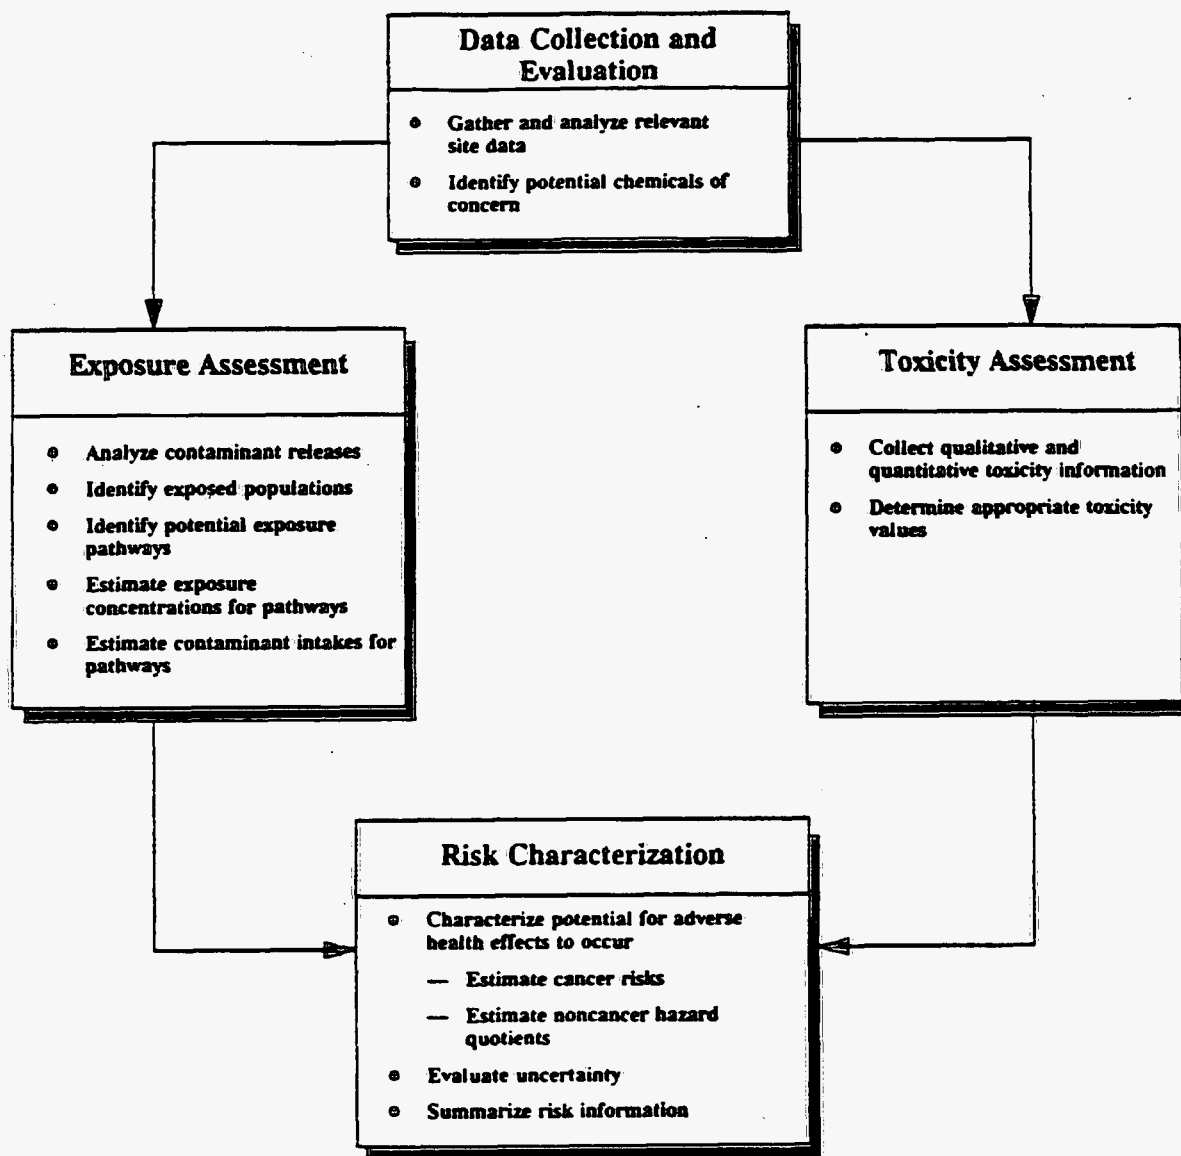 Data Collection and
Evaluation
Gather and analyze relevant
site data
Identify potential chemicals of
concern
Exposure Assessment
Analyze contaminant releases
Identify exposed populations
Identify potential exposure
pathways
Estimate exposure
concentrations for pathways
Estimate contaminant intakes for
pathways
Toxicity Assessment
Collect qualitative and
quantitative toxicity information
Determine appropriate toxicity
values
Risk Characterization
Characterize potential for adverse
health effects to occur
— Estimate cancer risks
— Estimate noncancer hazard
quotients
Evaluate uncertainty
Summarize risk information